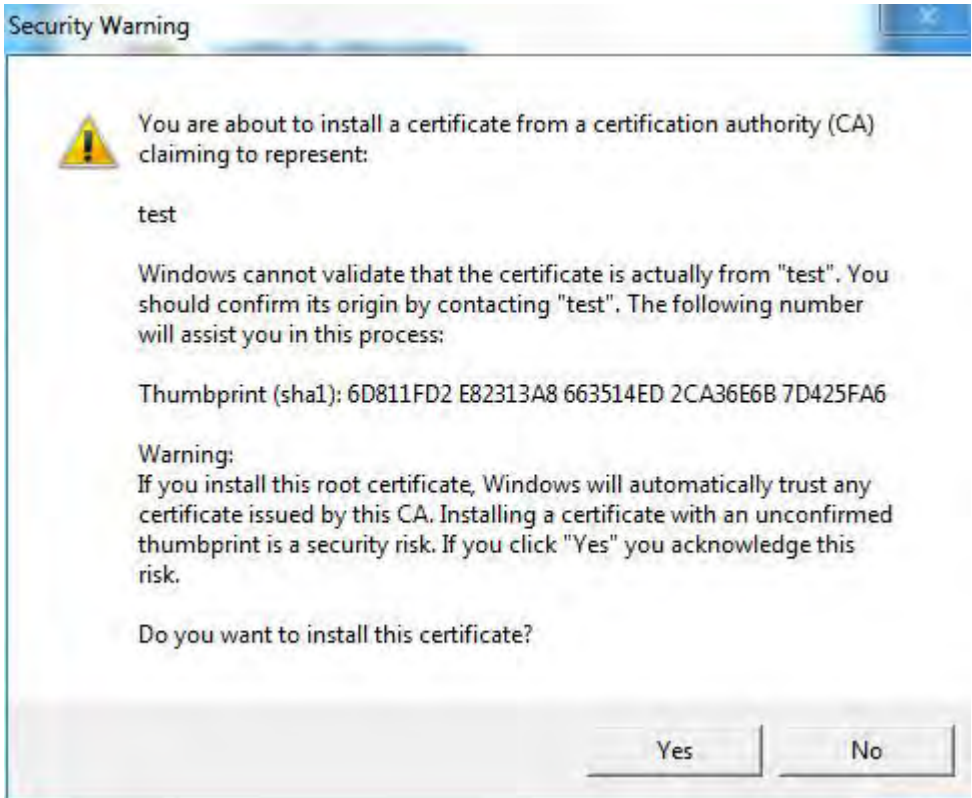 Security Warning
You are about to install a certificate from a certification authority (CA)
claiming to represent:
test
Windows cannot validate that the certificate is actually from "test". You
should confirm its origin by contacting "test". The following number
will assist you in this process:
Thumbprint (sha1): 6D811FD2 E82313A8 663514ED 2CA36E6B 7D425FA6
Warning:
If you install this root certificate, Windows will automatically trust any
certificate issued by this CA. Installing a certificate with an unconfirmed
thumbprint is a security risk. If you click "Yes" you acknowledge this
risk.
Do you want to install this certificate?
Yes No